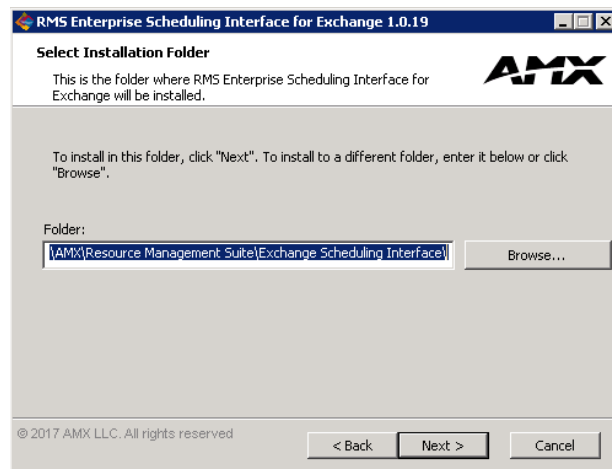 RMS Enterprise Scheduling Interface for Exchange 1.0.19
Select Installation Folder
This is the folder where RMS Enterprise Scheduling Interface for
Exchange will be installed.
AMX
To install in this folder, click "Next". To install to a different folder, enter it below or click
"Browse".
Folder:
\AMX\Resource Management Suite\Exchange Scheduling Interface\
Browse...
© 2017 AMX LLC. All rights reserved
< Back
Next >
Cancel